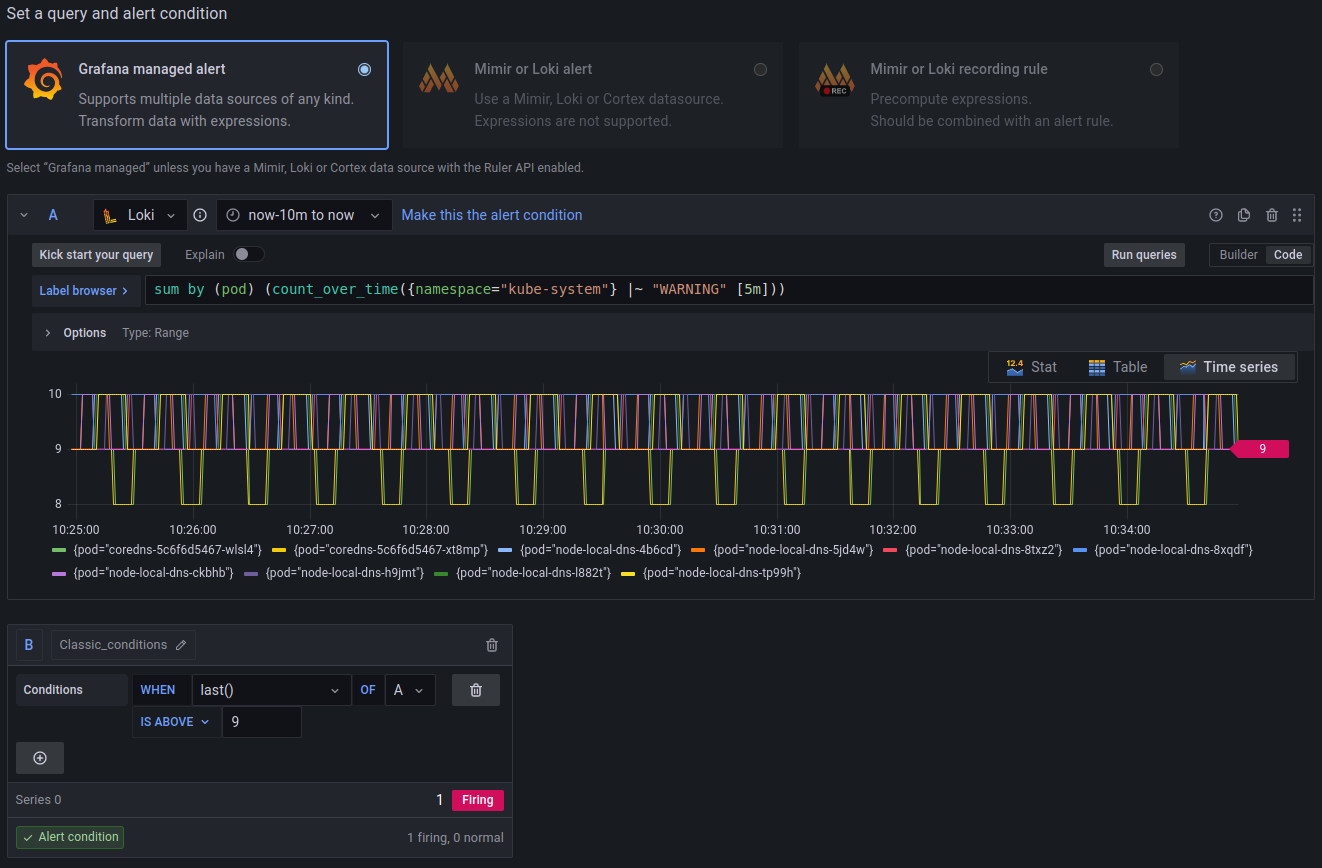 Set a query and alert condition
Grafana managed alert
Supports multiple data sources of any kind.
Transform data with expressions.
Mimir or Loki alert
Use a Mimir, Loki or Cortex datasource.
Expressions are not supported.
REC
Mimir or Loki recording rule
Precompute expressions.
Should be combined with an alert rule.
Select “Grafana managed” unless you have a Mimir, Loki or Cortex data source with the Ruler API enabled.
A Loki now-10m to now Make this the alert condition
Kick start your query Explain Run queries Builder Code
Label browser > sum by (pod) (count_over_time({namespace="kube-system"} |~ "WARNING" [5m]))
> Options Type: Range
12.4 Stat Table Time series
10
9 9
8
10:25:00 10:26:00 10:27:00 10:28:00 10:29:00 10:30:00 10:31:00 10:32:00 10:33:00 10:34:00
{pod="coredns-5c6f6d5467-wlsl4"} {pod="coredns-5c6f6d5467-xt8mp"} {pod="node-local-dns-4b6cd"} {pod="node-local-dns-5jd4w"} {pod="node-local-dns-8txz2"} {pod="node-local-dns-8xqdf"}
{pod="node-local-dns-ckbhb"} {pod="node-local-dns-h9jmt"} {pod="node-local-dns-l882t"} {pod="node-local-dns-tp99h"}
B Classic_conditions
Conditions WHEN last() OF A
IS ABOVE 9
Series 0 1 Firing
Alert condition 1 firing, 0 normal